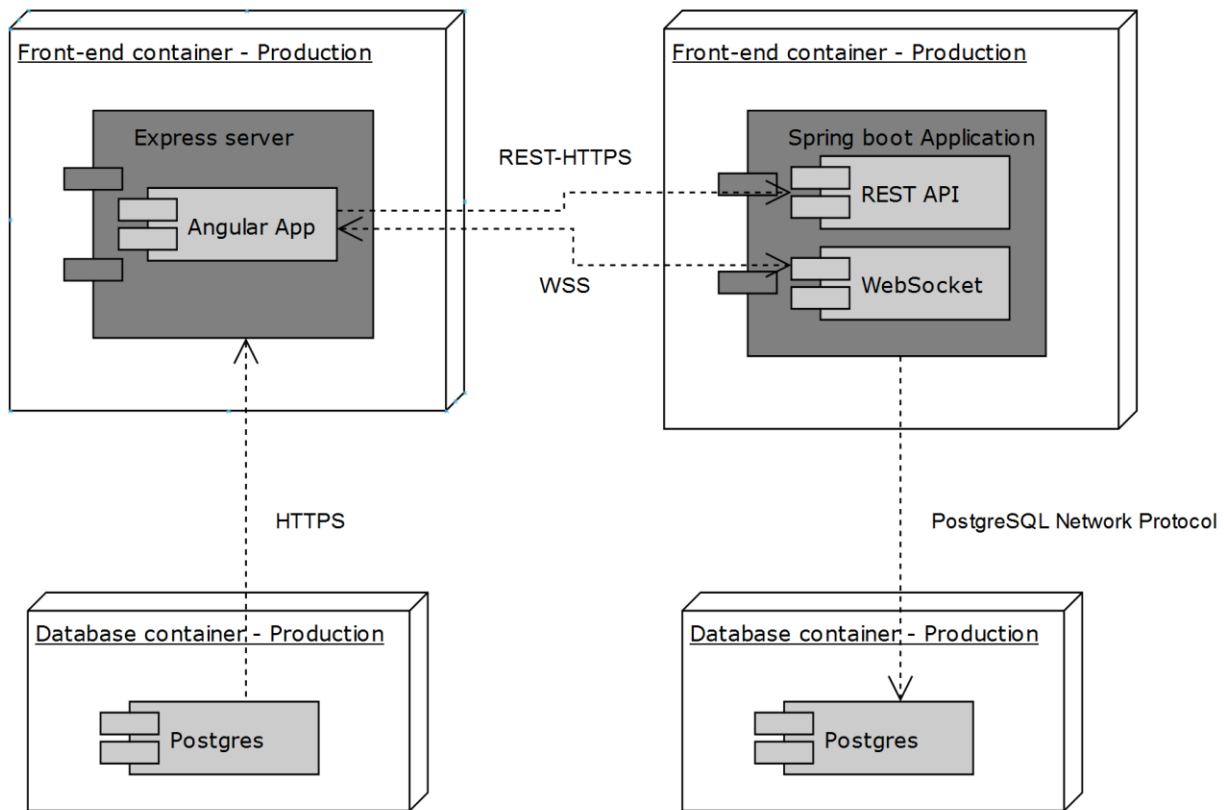 Front-end container - Production
Express server
Angular App
REST-HTTPS
WSS
Front-end container - Production
Spring boot Application
REST API
WebSocket
HTTPS
PostgreSQL Network Protocol
Database container - Production
Postgres
Database container - Production
Postgres